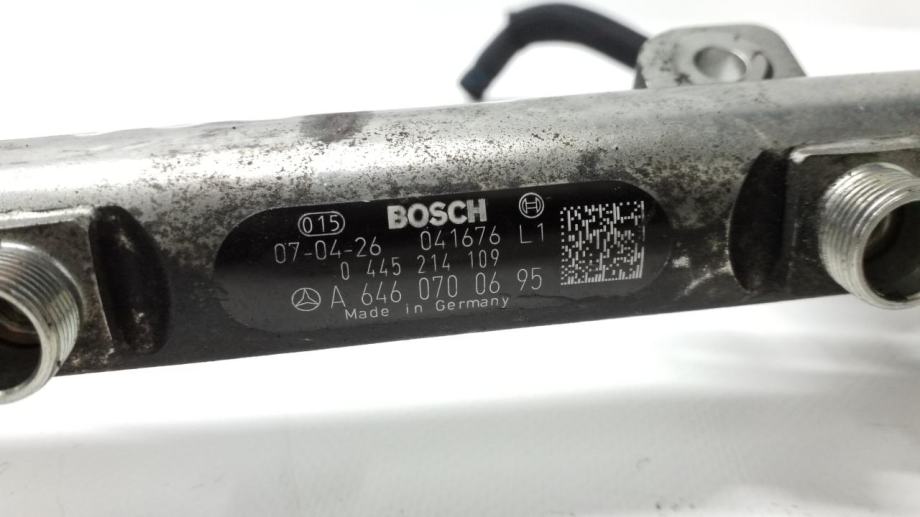 015 BOSCH
07-04-26 041676 L1
0 445 214 109
A 646 070 06 95
Made in Germany